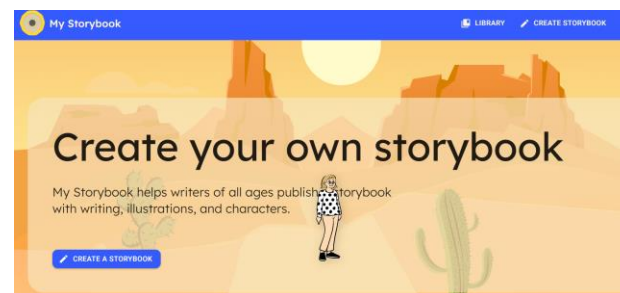 My Storybook
LIBRARY
CREATE STORYBOOK
Create your own storybook
My Storybook helps writers of all ages publish storybook
with writing, illustrations, and characters.
CREATE A STORYBOOK